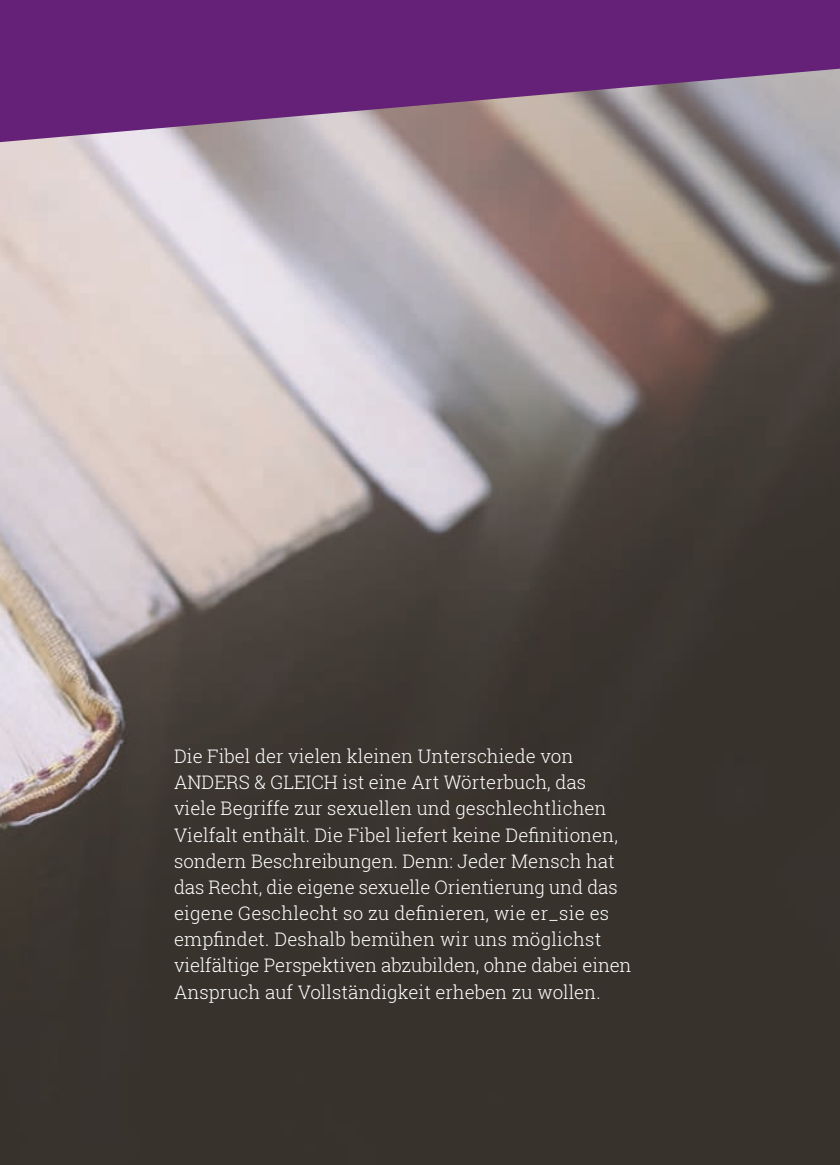 Die Fibel der vielen kleinen Unterschiede von
ANDERS & GLEICH ist eine Art Wörterbuch, das
viele Begriffe zur sexuellen und geschlechtlichen
Vielfalt enthält. Die Fibel liefert keine Definitionen,
sondern Beschreibungen. Denn: Jeder Mensch hat
das Recht, die eigene sexuelle Orientierung und das
eigene Geschlecht so zu definieren, wie er_sie es
empfindet. Deshalb bemühen wir uns möglichst
vielfältige Perspektiven abzubilden, ohne dabei einen
Anspruch auf Vollständigkeit erheben zu wollen.